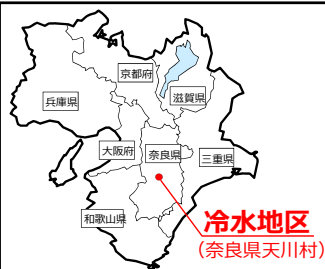 京都府
兵庫県
滋賀県
大阪府
奈良県
三重県
和歌山県
冷水地区
(奈良県天川村)